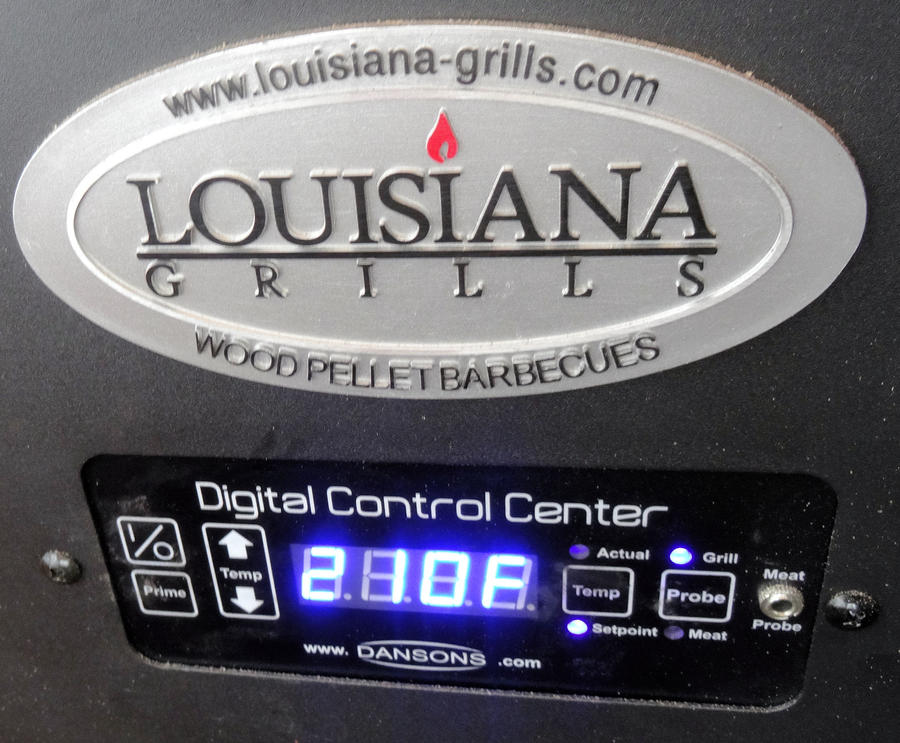 www.louisiana-grills.com
LOUISIANA
GRILLS
WOOD PELLET BARBECUES
Digital Control Center
I/O
Prime
Temp
210F
Actual
Grill
Temp
Probe
Setpoint
Meat
Meat
Probe
www.DANSONS.com